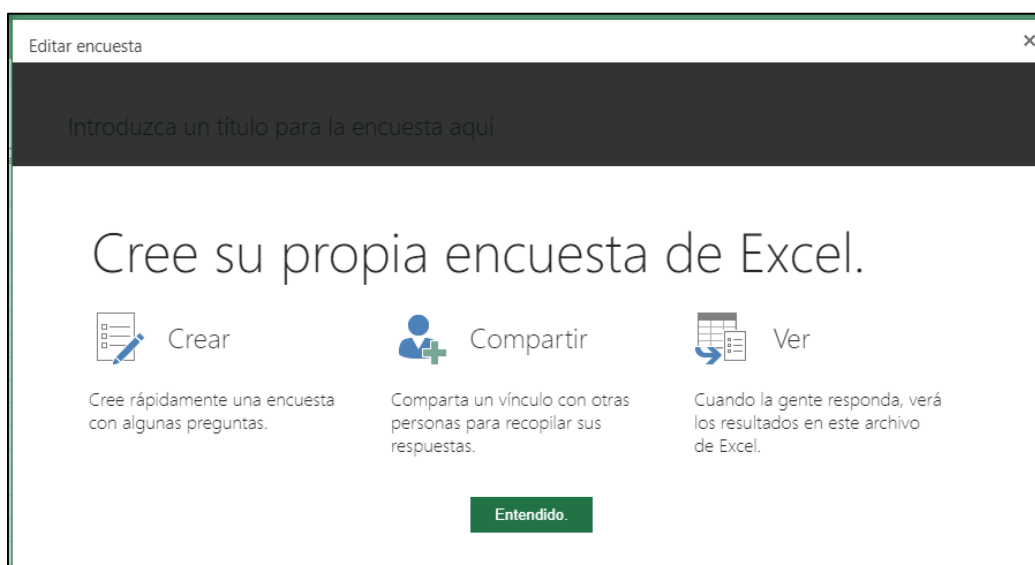 Editar encuesta
Introduzca un título para la encuesta aquí
Cree su propia encuesta de Excel.
Crear
Cree rápidamente una encuesta
con algunas preguntas.
Compartir
Comparta un vínculo con otras
personas para recopilar sus
respuestas.
Ver
Cuando la gente responda, verá
los resultados en este archivo
de Excel.
Entendido.